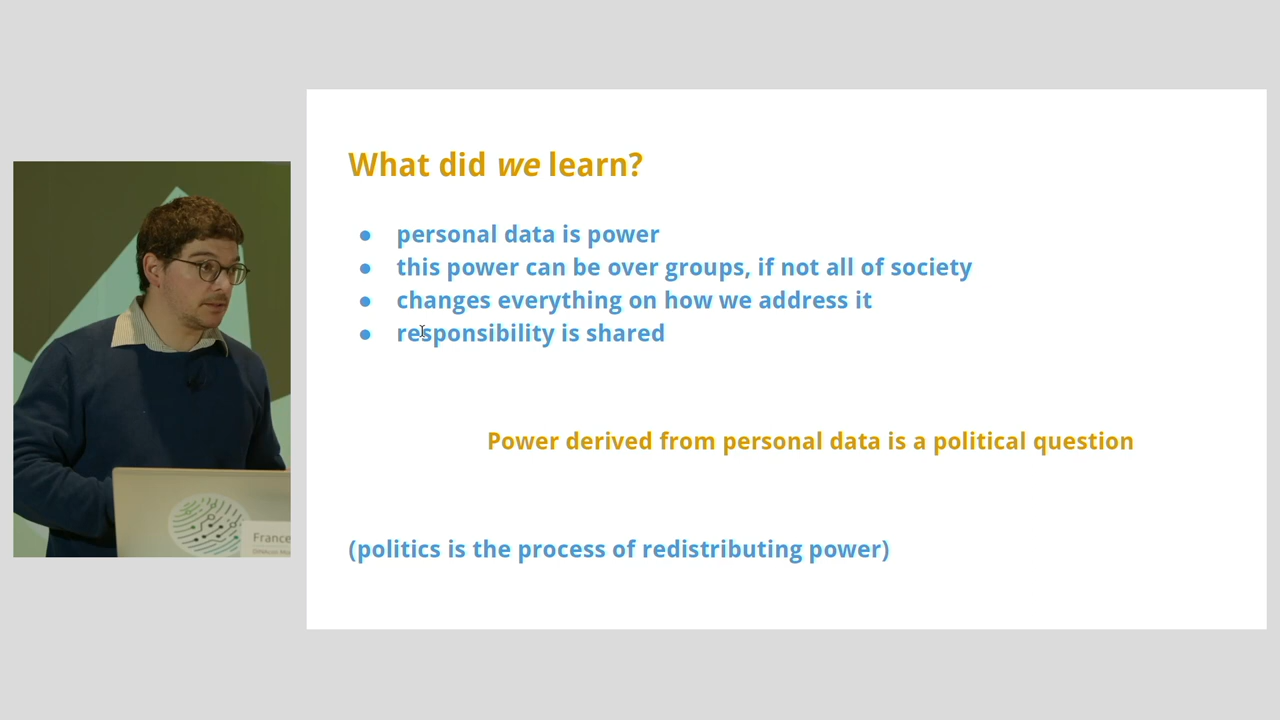 What did we learn?
● personal data is power
● this power can be over groups, if not all of society
● changes everything on how we address it
● responsibility is shared
Power derived from personal data is a political question
(politics is the process of redistributing power)
France